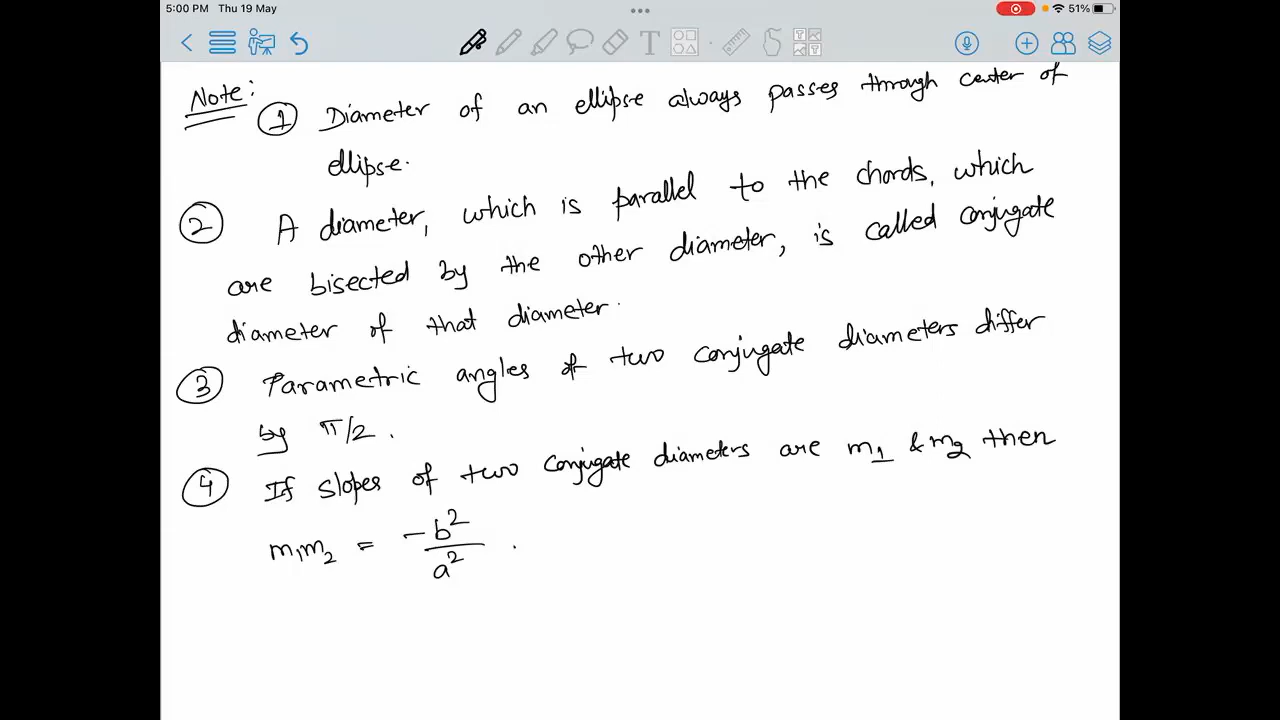 5:00 PM Thu 19 May
51%
T
Note:
① Diameter of an ellipse always passes through center of
ellipse.
② A diameter, which is parallel to the chords, which
are bisected by the other diameter, is called conjugate
diameter of that diameter.
③ Parametric angles of two conjugate diameters differ
by π/2.
④ If slopes of two conjugate diameters are m₁ & m₂ then
m₁m₂ = -b²/a².